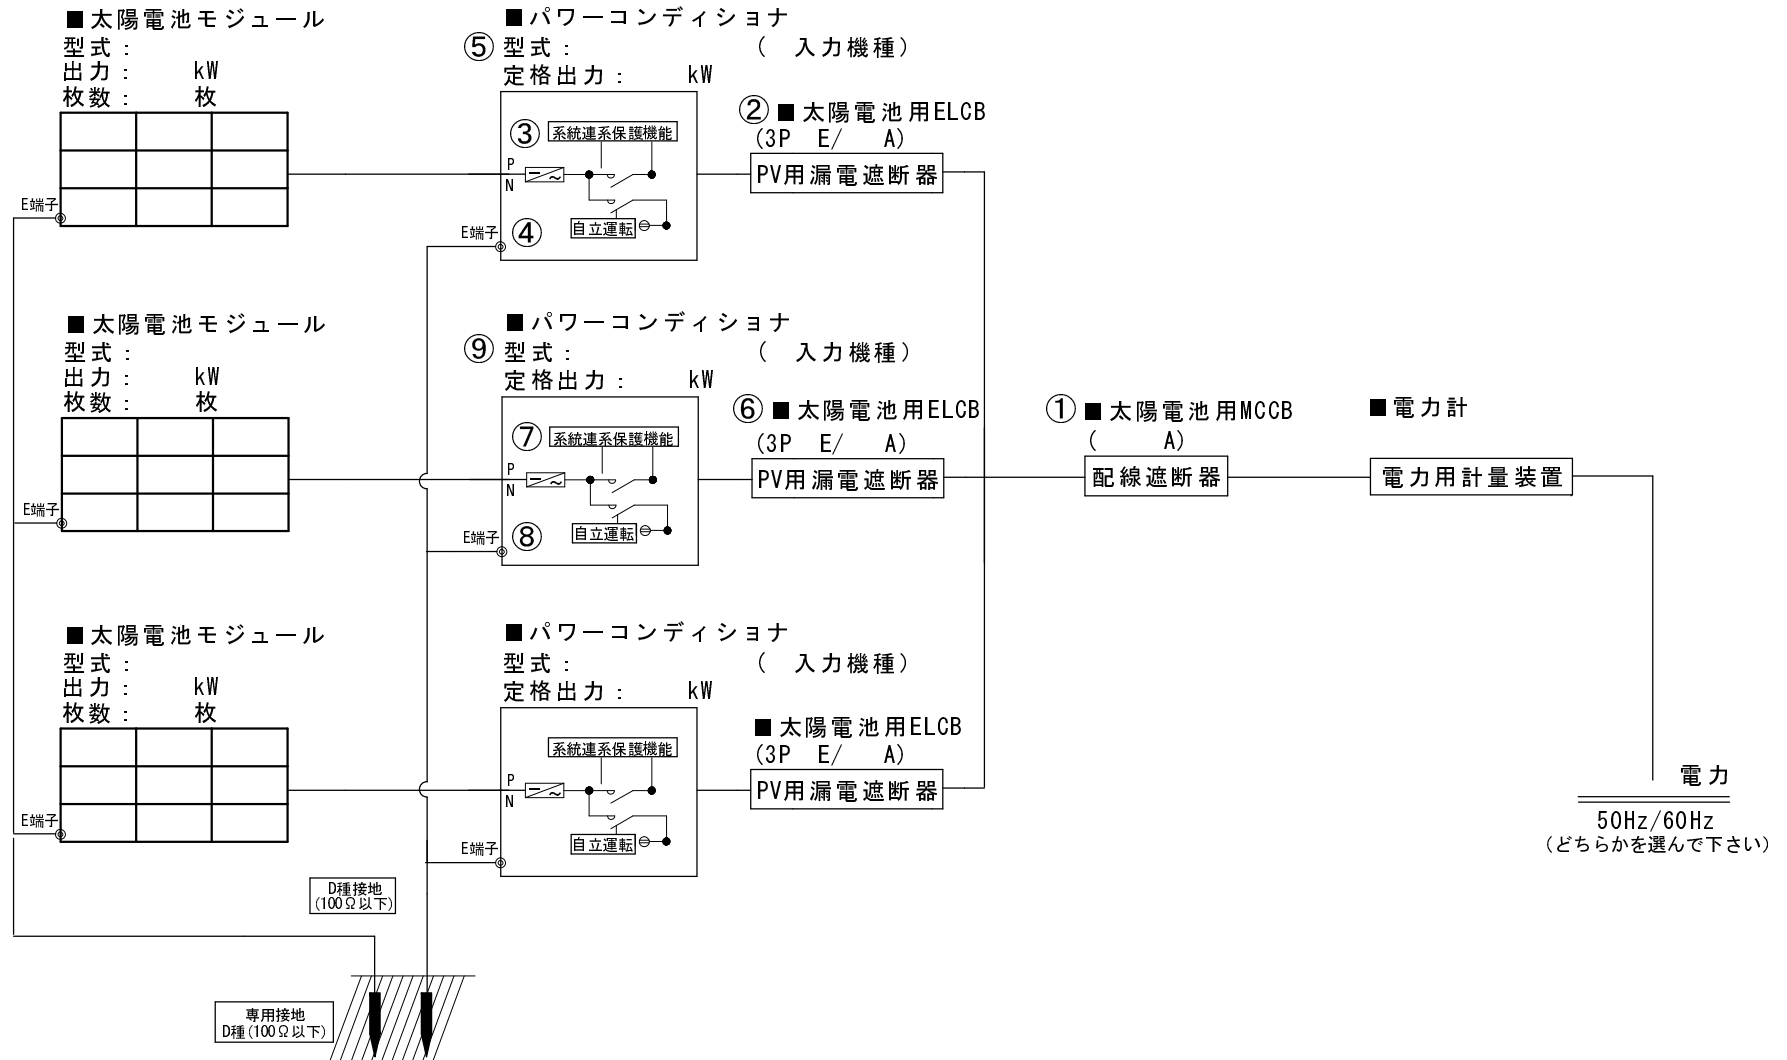 ■太陽電池モジュール
型式：
出力： kW
枚数： 枚
E端子
■パワーコンディショナ
⑤ 型式： （ 入力機種）
定格出力： kW
③ 系統連系保護機能
P
N
④ 自立運転
E端子
② ■太陽電池用ELCB
(3P E/ A)
PV用漏電遮断器
■太陽電池モジュール
型式：
出力： kW
枚数： 枚
E端子
■パワーコンディショナ
⑨ 型式： （ 入力機種）
定格出力： kW
⑦ 系統連系保護機能
P
N
⑧ 自立運転
E端子
⑥ ■太陽電池用ELCB
(3P E/ A)
PV用漏電遮断器
① ■太陽電池用MCCB
( A)
配線遮断器
■電力計
電力用計量装置
■太陽電池モジュール
型式：
出力： kW
枚数： 枚
E端子
■パワーコンディショナ
型式： （ 入力機種）
定格出力： kW
系統連系保護機能
P
N
自立運転
E端子
■太陽電池用ELCB
(3P E/ A)
PV用漏電遮断器
電力
50Hz/60Hz
（どちらかを選んで下さい）
D種接地
(100Ω以下)
専用接地
D種(100Ω以下)